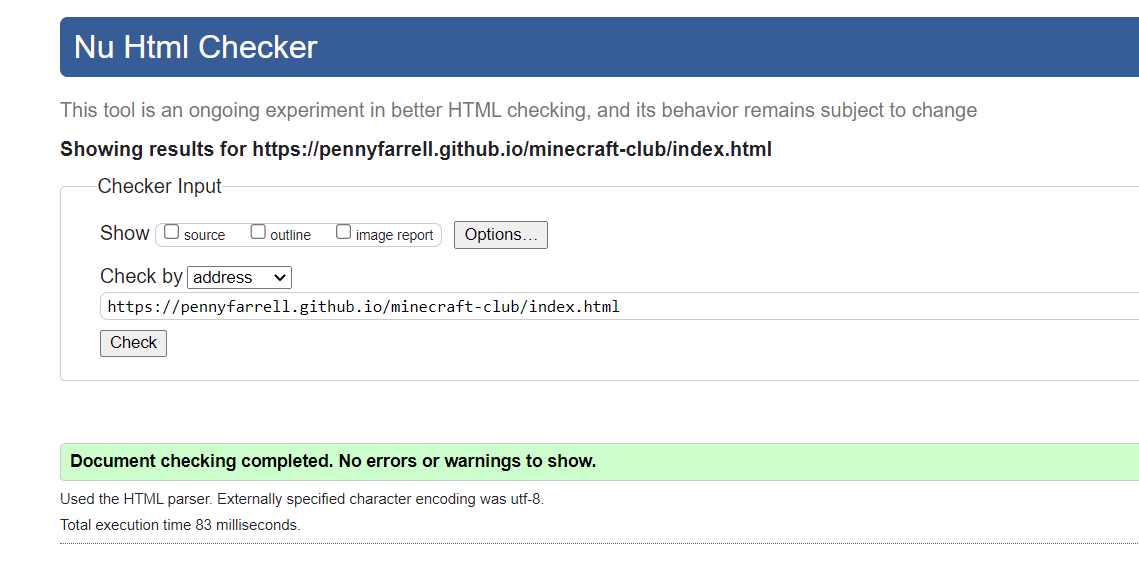 Nu Html Checker
This tool is an ongoing experiment in better HTML checking, and its behavior remains subject to change
Showing results for https://pennyfarrell.github.io/minecraft-club/index.html
Checker Input
Show source outline image report Options…
Check by address
https://pennyfarrell.github.io/minecraft-club/index.html
Check
Document checking completed. No errors or warnings to show.
Used the HTML parser. Externally specified character encoding was utf-8.
Total execution time 83 milliseconds.